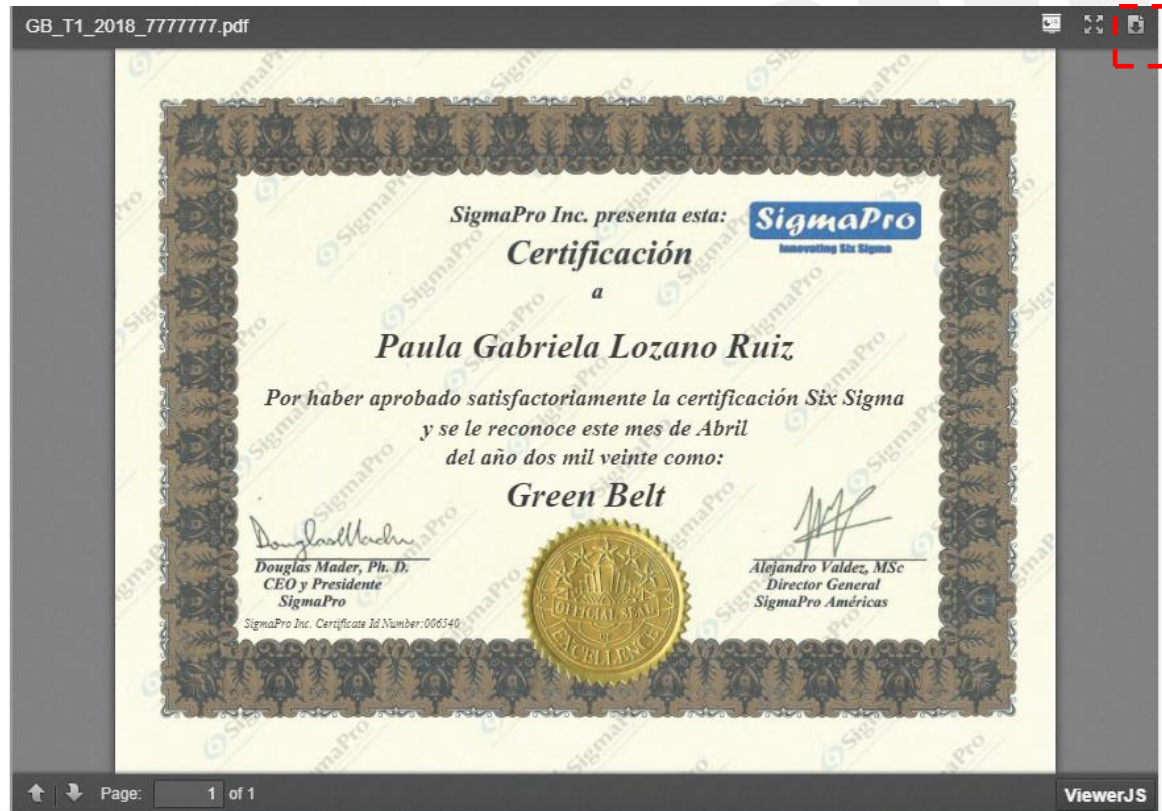 GB_T1_2018_7777777.pdf
SigmaPro Inc. presenta esta:
SigmaPro
Innovating Six Sigma
Certificación
a
Paula Gabriela Lozano Ruiz
Por haber aprobado satisfactoriamente la certificación Six Sigma
y se le reconoce este mes de Abril
del año dos mil veinte como:
Green Belt
Douglas Mader, Ph. D.
CEO y Presidente
SigmaPro
SigmaPro Inc. Certificate Id Number:006540
Alejandro Valdez, MSc
Director General
SigmaPro Américas
OFFICIAL SEAL
OF
EXCELLENCE
Page: 1 of 1
ViewerJS